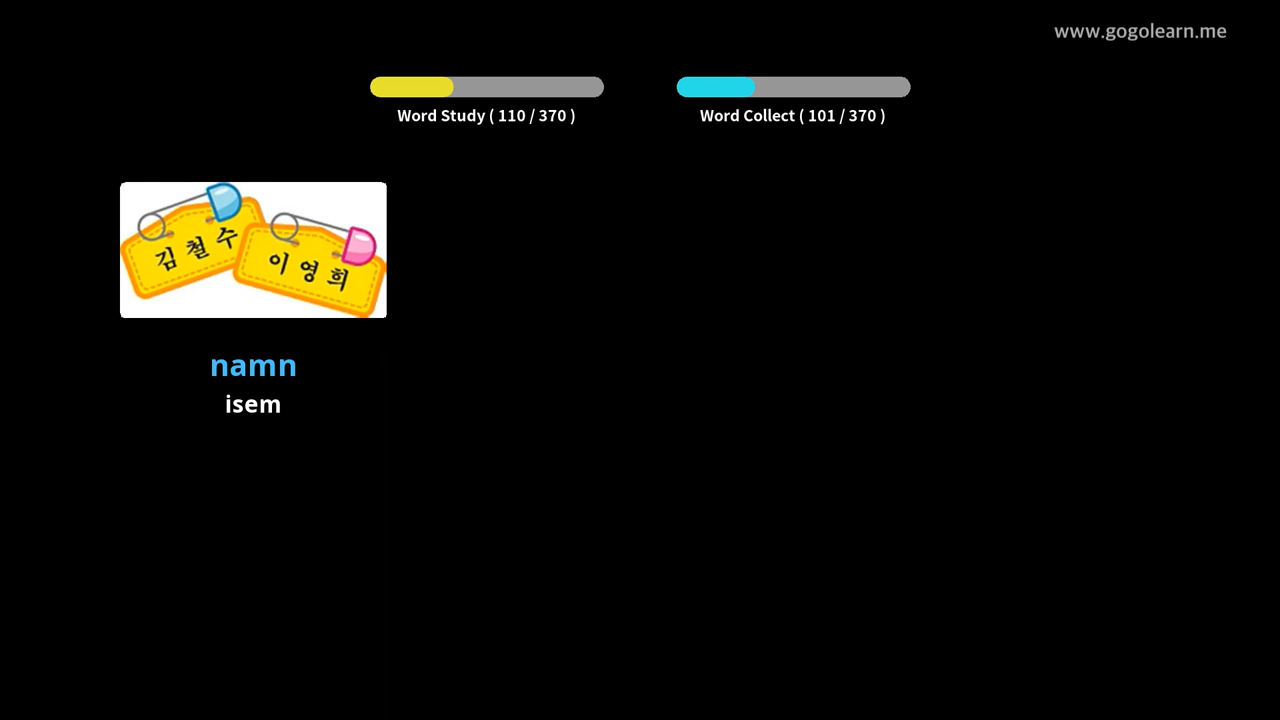 www.gogolearn.me
Word Study ( 110 / 370 )
Word Collect ( 101 / 370 )
김철수
이영희
namn
isem